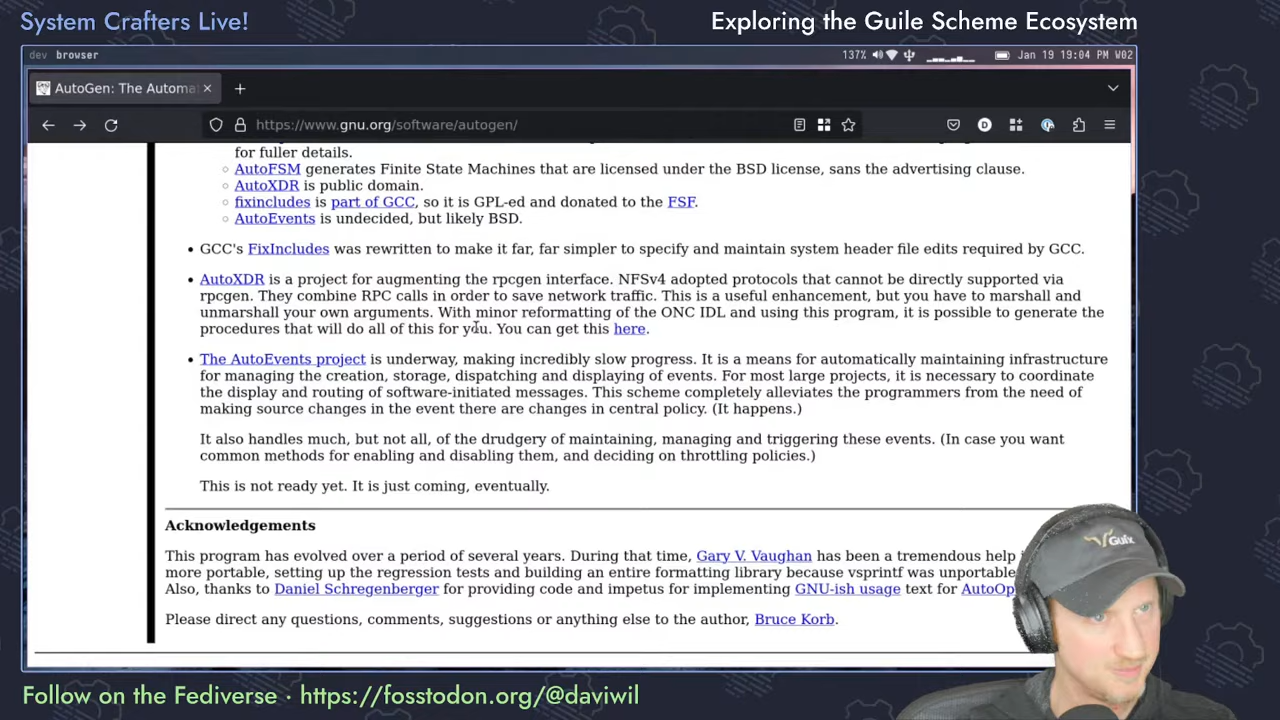 System Crafters Live!
Exploring the Guile Scheme Ecosystem
dev browser
137%
Jan 19 19:04 PM W02
AutoGen: The Automa
https://www.gnu.org/software/autogen/
for fuller details.
AutoFSM generates Finite State Machines that are licensed under the BSD license, sans the advertising clause.
AutoXDR is public domain.
fixincludes is part of GCC, so it is GPL-ed and donated to the FSF.
AutoEvents is undecided, but likely BSD.
GCC's FixIncludes was rewritten to make it far, far simpler to specify and maintain system header file edits required by GCC.
AutoXDR is a project for augmenting the rpcgen interface. NFSv4 adopted protocols that cannot be directly supported via
rpcgen. They combine RPC calls in order to save network traffic. This is a useful enhancement, but you have to marshall and
unmarshall your own arguments. With minor reformatting of the ONC IDL and using this program, it is possible to generate the
procedures that will do all of this for you. You can get this here.
The AutoEvents project is underway, making incredibly slow progress. It is a means for automatically maintaining infrastructure
for managing the creation, storage, dispatching and displaying of events. For most large projects, it is necessary to coordinate
the display and routing of software-initiated messages. This scheme completely alleviates the programmers from the need of
making source changes in the event there are changes in central policy. (It happens.)
It also handles much, but not all, of the drudgery of maintaining, managing and triggering these events. (In case you want
common methods for enabling and disabling them, and deciding on throttling policies.)
This is not ready yet. It is just coming, eventually.
Acknowledgements
This program has evolved over a period of several years. During that time, Gary V. Vaughan has been a tremendous help
more portable, setting up the regression tests and building an entire formatting library because vsprintf was unportable
Also, thanks to Daniel Schregenberger for providing code and impetus for implementing GNU-ish usage text for AutoOp
Please direct any questions, comments, suggestions or anything else to the author, Bruce Korb.
Guix
D
Follow on the Fediverse · https://fosstodon.org/@daviwil